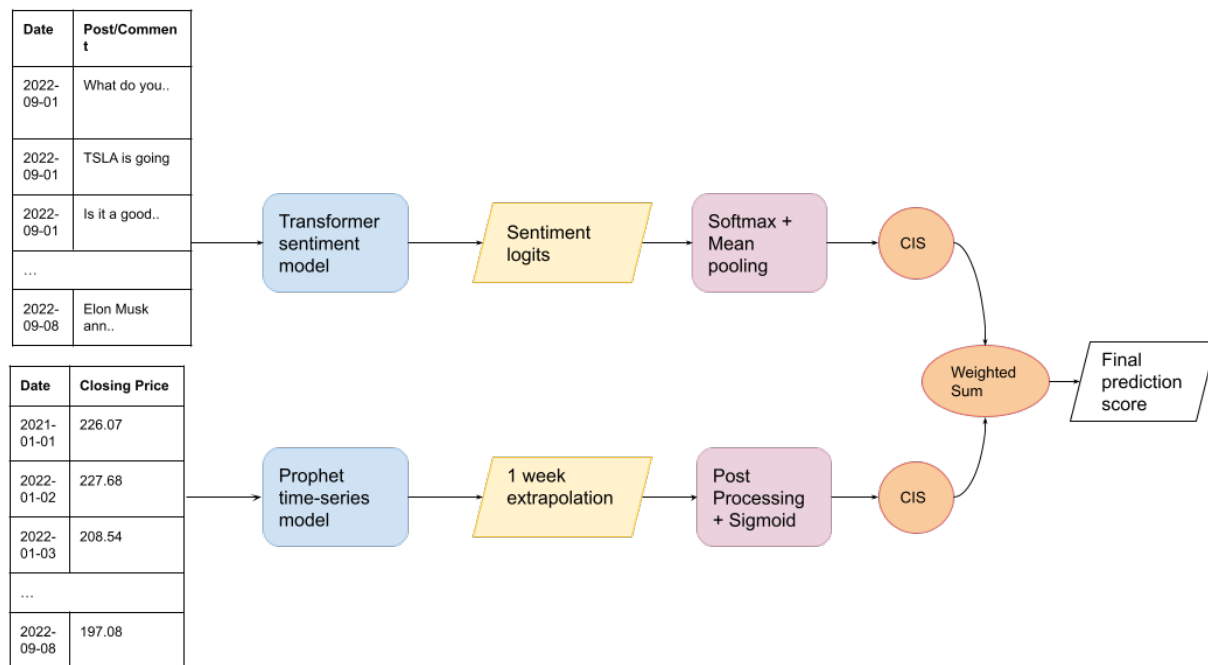 Date Post/Commen
t
2022-
09-01 What do you..
2022-
09-01 TSLA is going
2022-
09-01 Is it a good..
…
2022-
09-08 Elon Musk
ann..
Transformer
sentiment
model
Sentiment
logits
Softmax +
Mean
pooling
CIS
Date Closing Price
2021-
01-01 226.07
2022-
01-02 227.68
2022-
01-03 208.54
…
2022-
09-08 197.08
Prophet
time-series
model
1 week
extrapolation
Post
Processing
+ Sigmoid
CIS
Weighted
Sum
Final
prediction
score